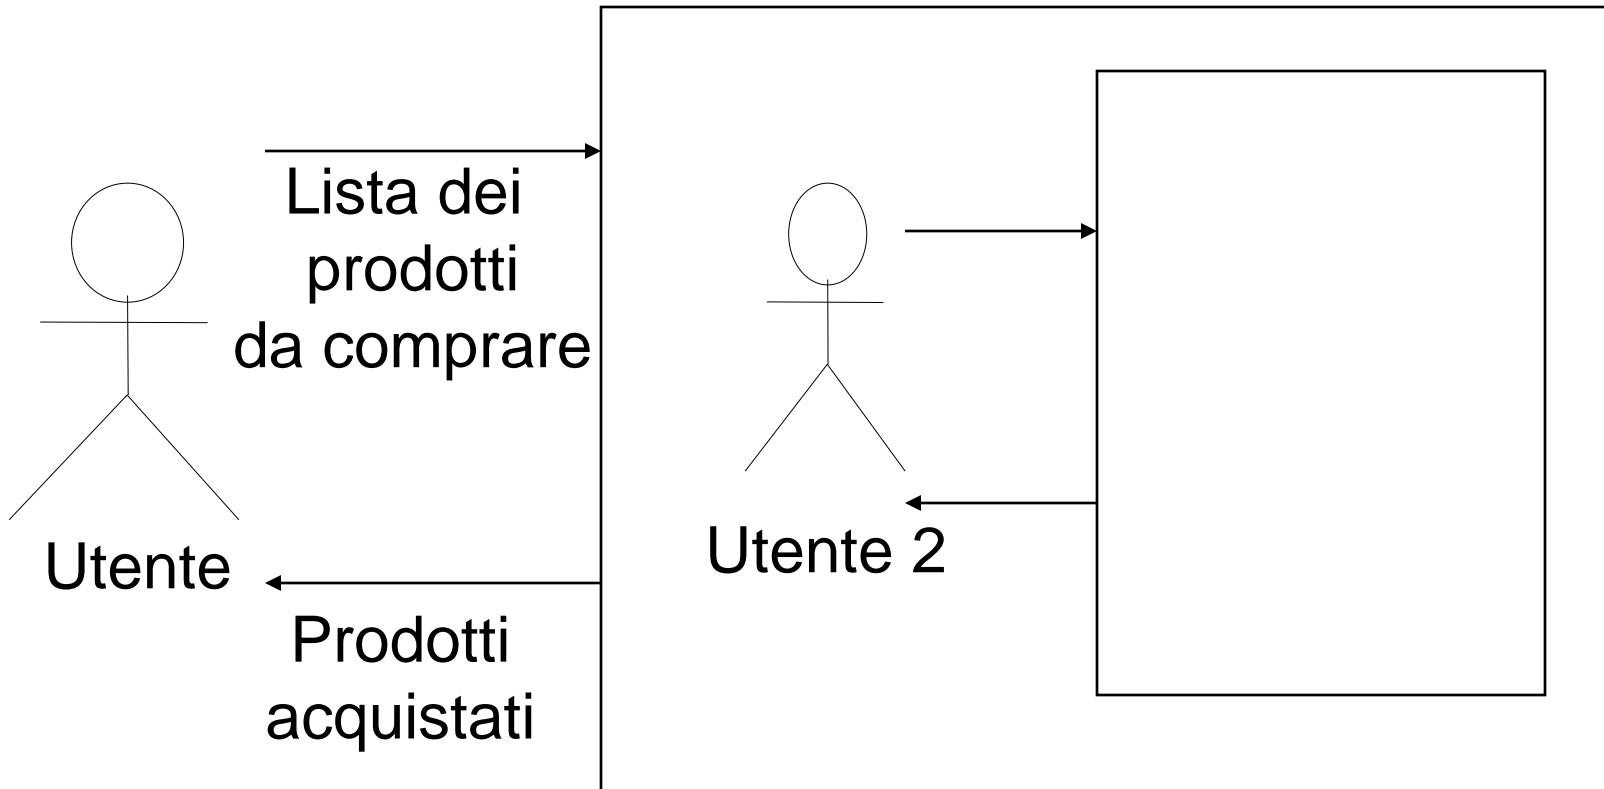 Lista dei
prodotti
da comprare
Utente
Utente 2
Prodotti
acquistati